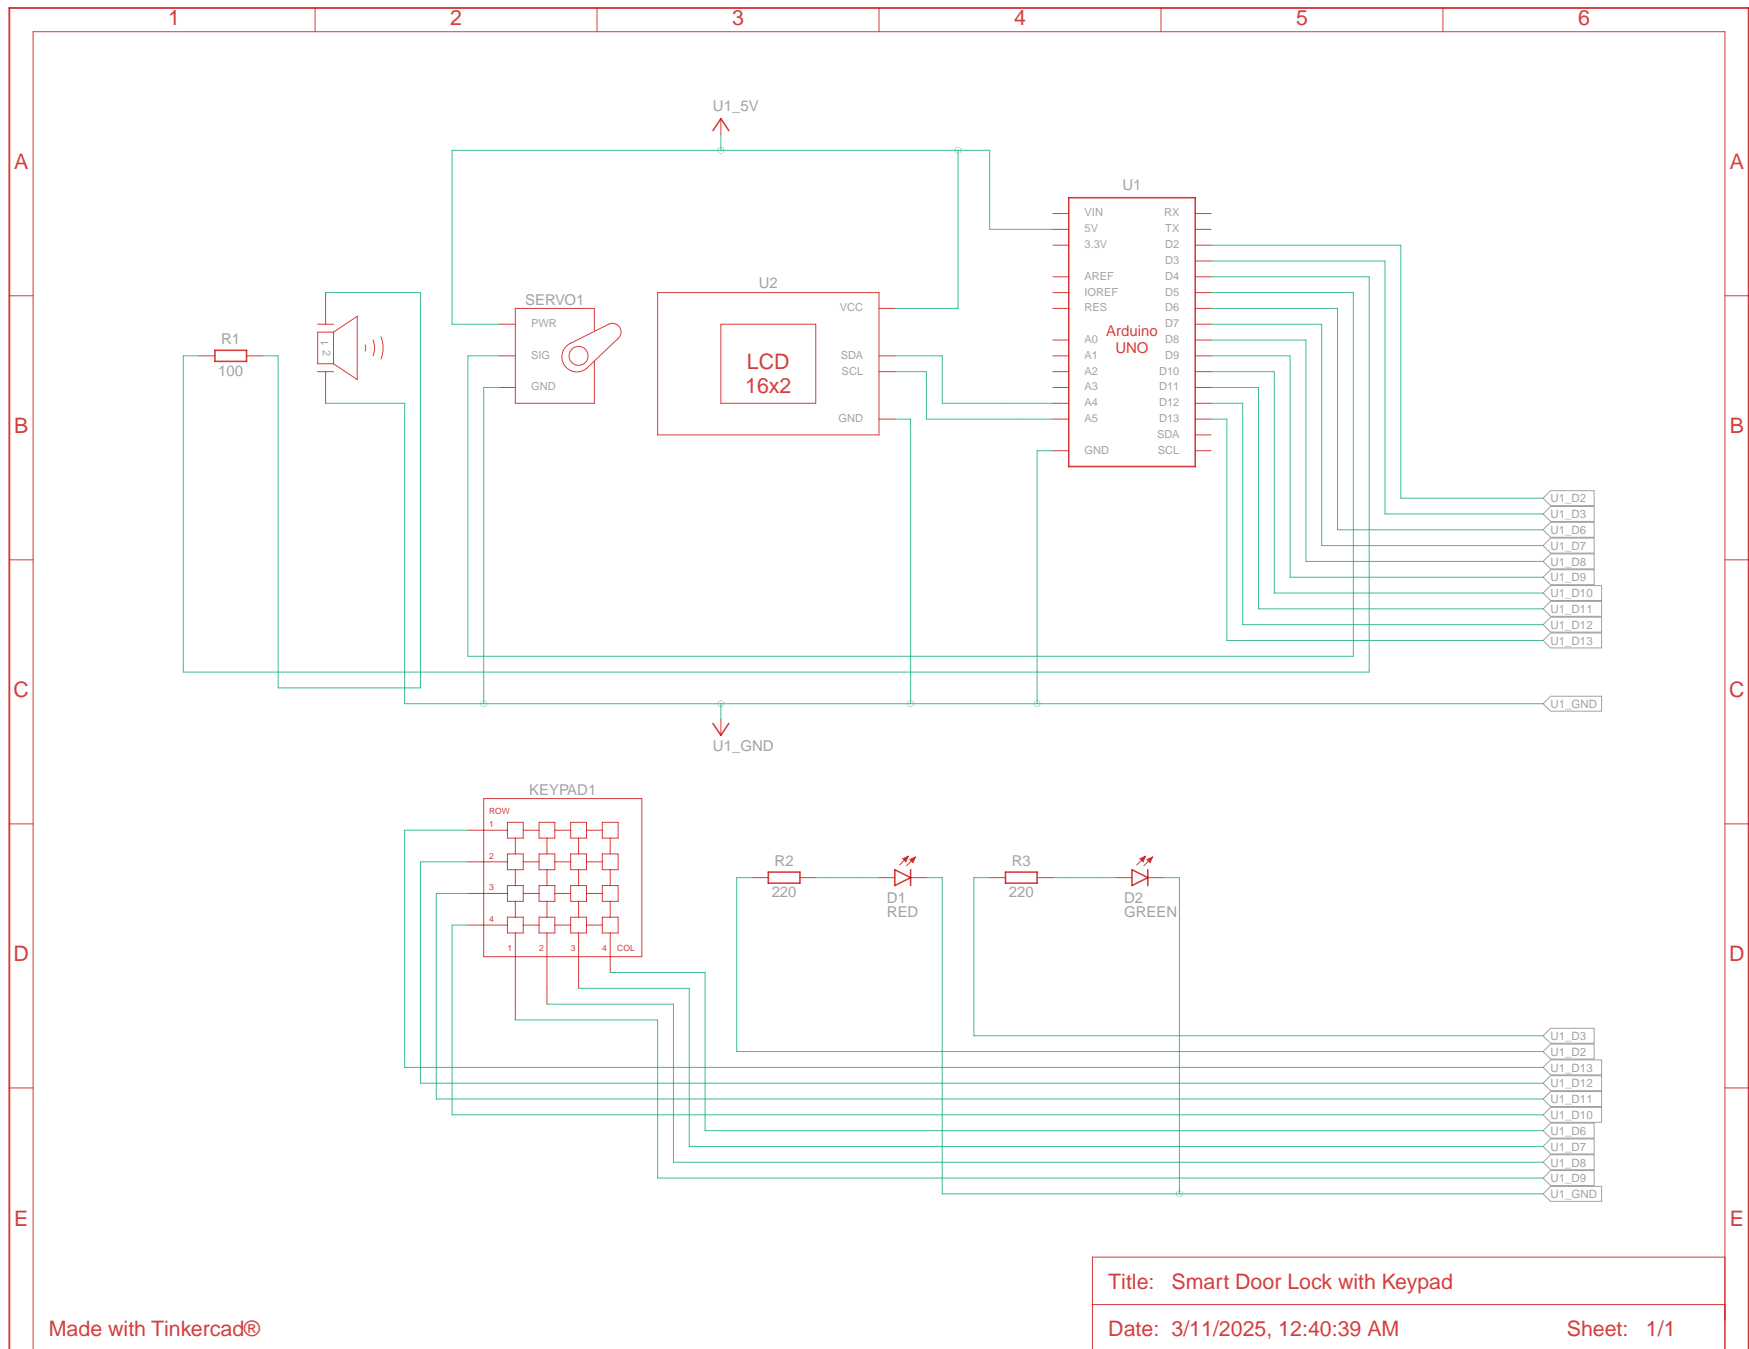 1 2 3 4 5 6
U1_5V
A A
U1
VIN RX
5V TX
3.3V D2
D3
AREF D4
IOREF D5
RES D6
D7
Arduino
UNO
A0 D8
A1 D9
A2 D10
A3 D11
A4 D12
A5 D13
SDA
GND SCL
U2
VCC
LCD
16x2
SDA
SCL
GND
SERVO1
PWR
SIG
GND
R1
100
1 2
B B
U1_D2
U1_D3
U1_D6
U1_D7
U1_D8
U1_D9
U1_D10
U1_D11
U1_D12
U1_D13
C C
U1_GND
U1_GND
KEYPAD1
ROW
1
2
3
4
1 2 3 4 COL
R2
220
D1
RED
R3
220
D2
GREEN
D D
U1_D3
U1_D2
U1_D13
U1_D12
U1_D11
U1_D10
U1_D6
U1_D7
U1_D8
U1_D9
U1_GND
E E
Title: Smart Door Lock with Keypad
Made with Tinkercad®
Date: 3/11/2025, 12:40:39 AM Sheet: 1/1